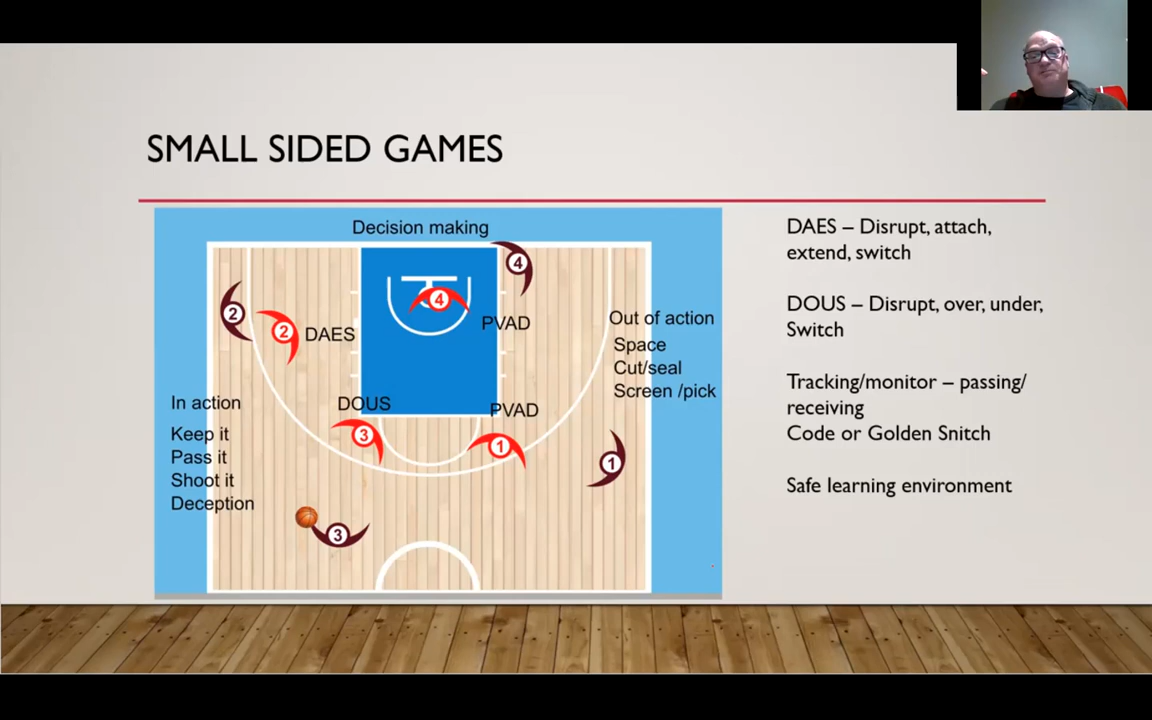 SMALL SIDED GAMES
Decision making
4
4
2
2
DAES
PVAD
Out of action
Space
Cut/seal
Screen /pick
In action
Keep it
Pass it
Shoot it
Deception
DOUS
PVAD
3
1
1
3
DAES – Disrupt, attach,
extend, switch
DOUS – Disrupt, over, under,
Switch
Tracking/monitor – passing/
receiving
Code or Golden Snitch
Safe learning environment